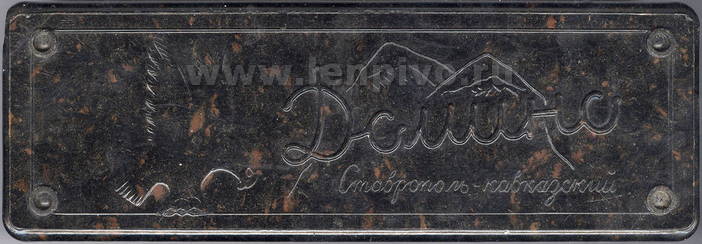 www.lenpivo.ru
Домино
Ставрополь-кавказский